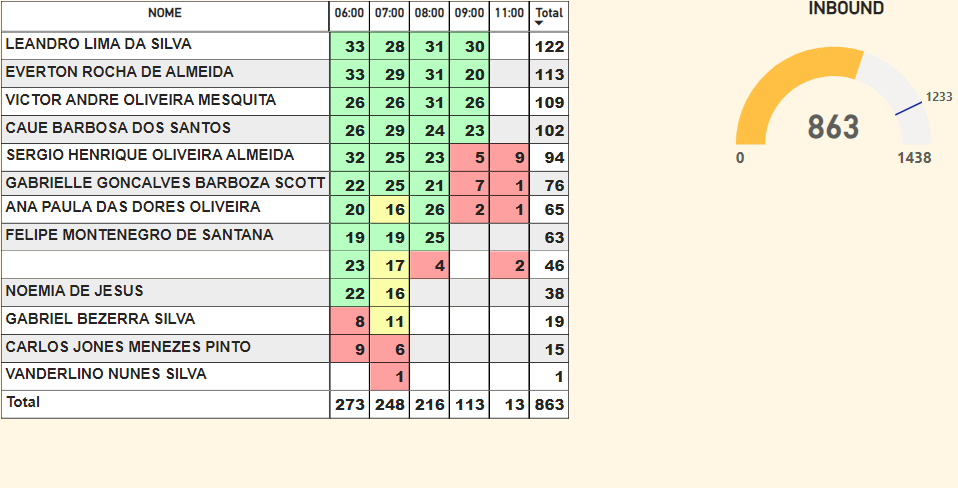 NOME 06:00 07:00 08:00 09:00 11:00 Total
LEANDRO LIMA DA SILVA 33 28 31 30 122
EVERTON ROCHA DE ALMEIDA 33 29 31 20 113
VICTOR ANDRE OLIVEIRA MESQUITA 26 26 31 26 109
CAUE BARBOSA DOS SANTOS 26 29 24 23 102
SERGIO HENRIQUE OLIVEIRA ALMEIDA 32 25 23 5 9 94
GABRIELLE GONCALVES BARBOZA SCOTT 22 25 21 7 1 76
ANA PAULA DAS DORES OLIVEIRA 20 16 26 2 1 65
FELIPE MONTENEGRO DE SANTANA 19 19 25 63
23 17 4 2 46
NOEMIA DE JESUS 22 16 38
GABRIEL BEZERRA SILVA 8 11 19
CARLOS JONES MENEZES PINTO 9 6 15
VANDERLINO NUNES SILVA 1 1
Total 273 248 216 113 13 863
INBOUND
1233
863
0 1438